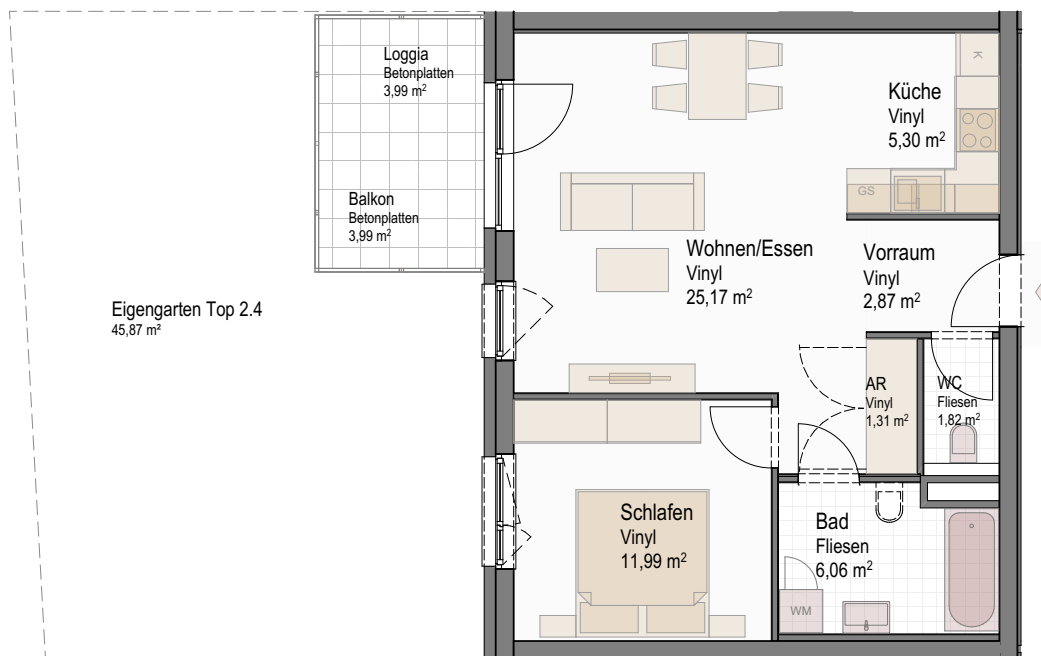 Loggia
Betonplatten
3,99 m²
Balkon
Betonplatten
3,99 m²
Eigengarten Top 2.4
45,87 m²
K
Küche
Vinyl
5,30 m²
GS
Wohnen/Essen
Vinyl
25,17 m²
Vorraum
Vinyl
2,87 m²
AR
Vinyl
1,31 m²
WC
Fliesen
1,82 m²
Schlafen
Vinyl
11,99 m²
Bad
Fliesen
6,06 m²
WM